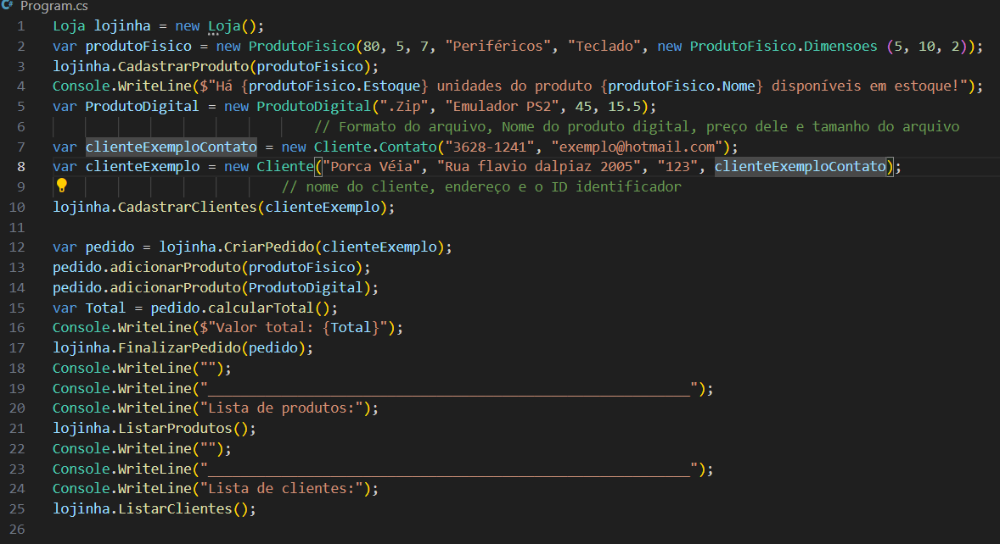 C# Program.cs
1 Loja lojinha = new Loja();
2 var produtoFisico = new ProdutoFisico(80, 5, 7, "Periféricos", "Teclado", new ProdutoFisico.Dimensoes (5, 10, 2));
3 lojinha.CadastrarProduto(produtoFisico);
4 Console.WriteLine($"Há {produtoFisico.Estoque} unidades do produto {produtoFisico.Nome} disponíveis em estoque!");
5 var ProdutoDigital = new ProdutoDigital(".Zip", "Emulador PS2", 45, 15.5);
6 // Formato do arquivo, Nome do produto digital, preço dele e tamanho do arquivo
7 var clienteExemploContato = new Cliente.Contato("3628-1241", "exemplo@hotmail.com");
8 var clienteExemplo = new Cliente("Porca Véia", "Rua flavio dalpiaz 2005", "123", clienteExemploContato);
9 // nome do cliente, endereço e o ID identificador
10 lojinha.CadastrarClientes(clienteExemplo);
11
12 var pedido = lojinha.CriarPedido(clienteExemplo);
13 pedido.adicionarProduto(produtoFisico);
14 pedido.adicionarProduto(ProdutoDigital);
15 var Total = pedido.calcularTotal();
16 Console.WriteLine($"Valor total: {Total}");
17 lojinha.FinalizarPedido(pedido);
18 Console.WriteLine("");
19 Console.WriteLine("___________________________________________________________");
20 Console.WriteLine("Lista de produtos:");
21 lojinha.ListarProdutos();
22 Console.WriteLine("");
23 Console.WriteLine("___________________________________________________________");
24 Console.WriteLine("Lista de clientes:");
25 lojinha.ListarClientes();
26